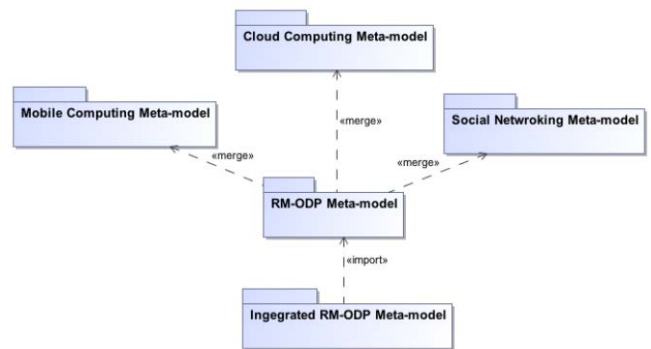 Cloud Computing Meta-model
Mobile Computing Meta-model
Social Netwroking Meta-model
«merge»
«merge»
«merge»
RM-ODP Meta-model
«import»
Ingegrated RM-ODP Meta-model